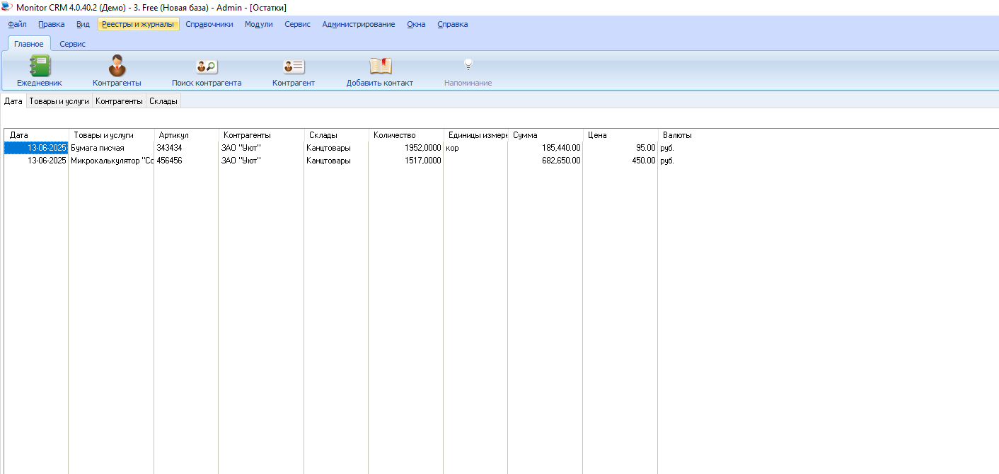 Monitor CRM 4.0.40.2 (Демо) - 3. Free (Новая база) - Admin - [Остатки]
Файл Правка Вид Реестры и журналы Справочники Модули Сервис Администрирование Окна Справка
Главное Сервис
Ежедневник Контрагенты Поиск контрагента Контрагент Добавить контакт Напоминание
Дата Товары и услуги Контрагенты Склады
Дата Товары и услуги Артикул Контрагенты Склады Количество Единицы измере Сумма Цена Валюты
13-06-2025 Бумага писчая 343434 ЗАО "Уют" Канцтовары 1952,0000 кор 185,440.00 95.00 руб.
13-06-2025 Микрокалькулятор "Со 456456 ЗАО "Уют" Канцтовары 1517,0000 682,650.00 450.00 руб.